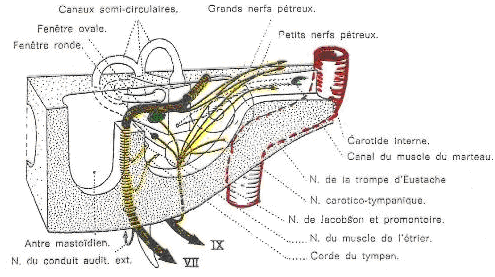 Canaux semi-circulaires.
Grands nerfs pétreux.
Fenêtre ovale.
Petits nerfs pétreux.
Fenêtre ronde.
Carotide interne.
Canal du muscle du marteau.
N. de la trompe d'Eustache
N. carotico-tympanique.
N. de Jacobson et promontoire.
Antre mastoïdien.
IX
N. du muscle de l'étrier.
N. du conduit audit. ext.
VII
Corde du tympan.